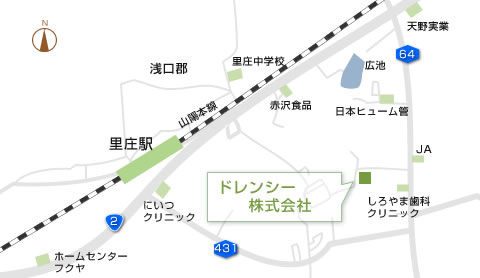 N
天野実業
64
里庄中学校
広池
浅口郡
赤沢食品
山陽本線
日本ヒューム管
里庄駅
JA
ドレンシー
株式会社
しろやま歯科
クリニック
にいつ
クリニック
2
431
ホームセンター
フクヤ